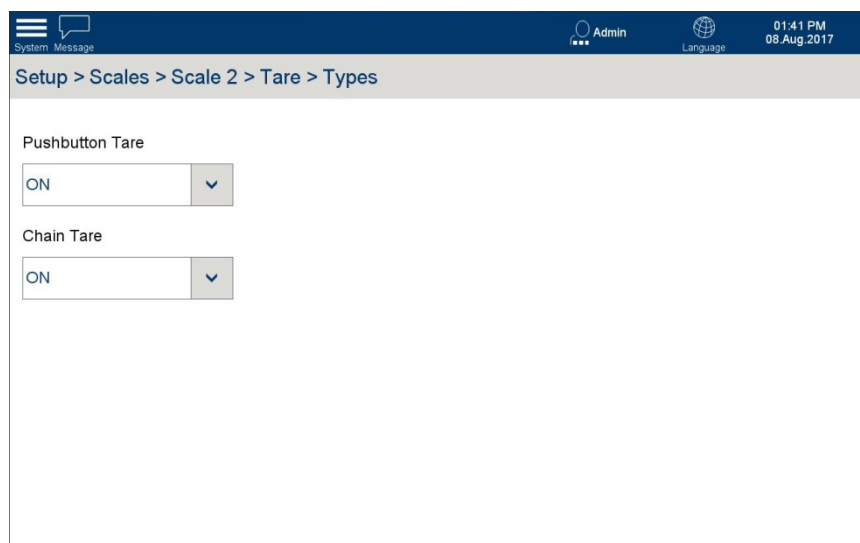 System Message
Admin
Language
01:41 PM
08.Aug.2017
Setup > Scales > Scale 2 > Tare > Types
Pushbutton Tare
ON
Chain Tare
ON